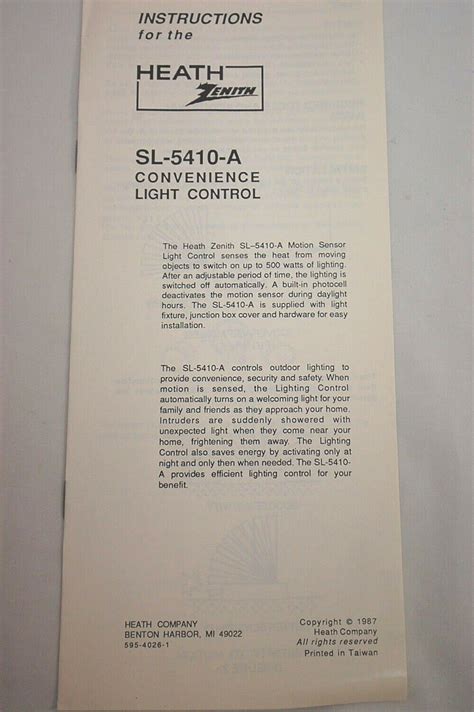 INSTRUCTIONS
for the
HEATH
ZENITH
SL-5410-A
CONVENIENCE
LIGHT CONTROL
The Heath Zenith SL–5410-A Motion Sensor
Light Control senses the heat from moving
objects to switch on up to 500 watts of lighting.
After an adjustable period of time, the lighting is
switched off automatically. A built-in photocell
deactivates the motion sensor during daylight
hours. The SL-5410-A is supplied with light
fixture, junction box cover and hardware for easy
installation.
The SL-5410-A controls outdoor lighting to
provide convenience, security and safety. When
motion is sensed, the Lighting Control
automatically turns on a welcoming light for your
family and friends as they approach your home.
Intruders are suddenly showered with
unexpected light when they come near your
home, frightening them away. The Lighting
Control also saves energy by activating only at
night and only then when needed. The SL-5410-
A provides efficient lighting control for your
benefit.
HEATH COMPANY
BENTON HARBOR, MI 49022
595-4026-1
Copyright © 1987
Heath Company
All rights reserved
Printed in Taiwan